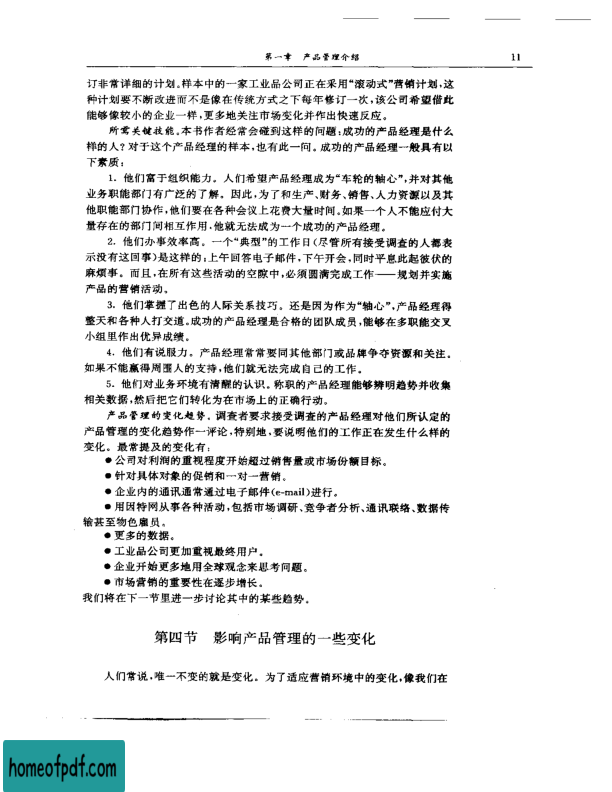 第一章　产品管理介绍　11
订非常详细的计划。样本中的一家工业品公司正在采用“滚动式”营销计划,这
种计划要不断改进而不是像在传统方式之下每年修订一次,该公司希望借此
能够像较小的企业一样,更多地关注市场变化并作出快速反应。
所需关键技能。本书作者经常会碰到这样的问题:成功的产品经理是什么
样的人?对于这个产品经理的样本,也有此一问。成功的产品经理一般具有以
下素质:
1. 他们富于组织能力。人们希望产品经理成为“车轮的轴心”,并对其他
业务职能部门有广泛的了解。因此,为了和生产、财务、销售、人力资源以及其
他职能部门协作,他们要在各种会议上花费大量时间。如果一个人不能应付大
量存在的部门间相互作用,他就无法成为一个成功的产品经理。
2. 他们办事效率高。一个“典型”的工作日(尽管所有接受调查的人都表
示没有这回事)是这样的:上午回答电子邮件,下午开会,同时平息此起彼伏的
麻烦事。而且,在所有这些活动的空隙中,必须圆满完成工作——规划并实施
产品的营销活动。
3. 他们掌握了出色的人际关系技巧。还是因为作为“轴心”,产品经理得
整天和各种人打交道。成功的产品经理是合格的团队成员,能够在多职能交叉
小组里作出优异成绩。
4. 他们有说服力。产品经理常常要同其他部门或品牌争夺资源和关注。
如果不能赢得周围人的支持,他们就无法完成自己的工作。
5. 他们对业务环境有清醒的认识。称职的产品经理能够辨明趋势并收集
相关数据,然后把它们转化为在市场上的正确行动。
产品管理的变化趋势。调查者要求接受调查的产品经理对他们所认定的
产品管理的变化趋势作一评论,特别地,要说明他们的工作正在发生什么样的
变化。最常提及的变化有:
●公司对利润的重视程度开始超过销售量或市场份额目标。
●针对具体对象的促销和一对一营销。
●企业内的通讯通常通过电子邮件(e-mail)进行。
●用因特网从事各种活动,包括市场调研、竞争者分析、通讯联络、数据传
输甚至物色雇员。
●更多的数据。
●工业品公司更加重视最终用户。
●企业开始更多地用全球观念来思考问题。
●市场营销的重要性在逐步增长。
我们将在下一节里进一步讨论其中的某些趋势。
第四节　影响产品管理的一些变化
人们常说,唯一不变的就是变化。为了适应营销环境中的变化,像我们在
homeofpdf.com